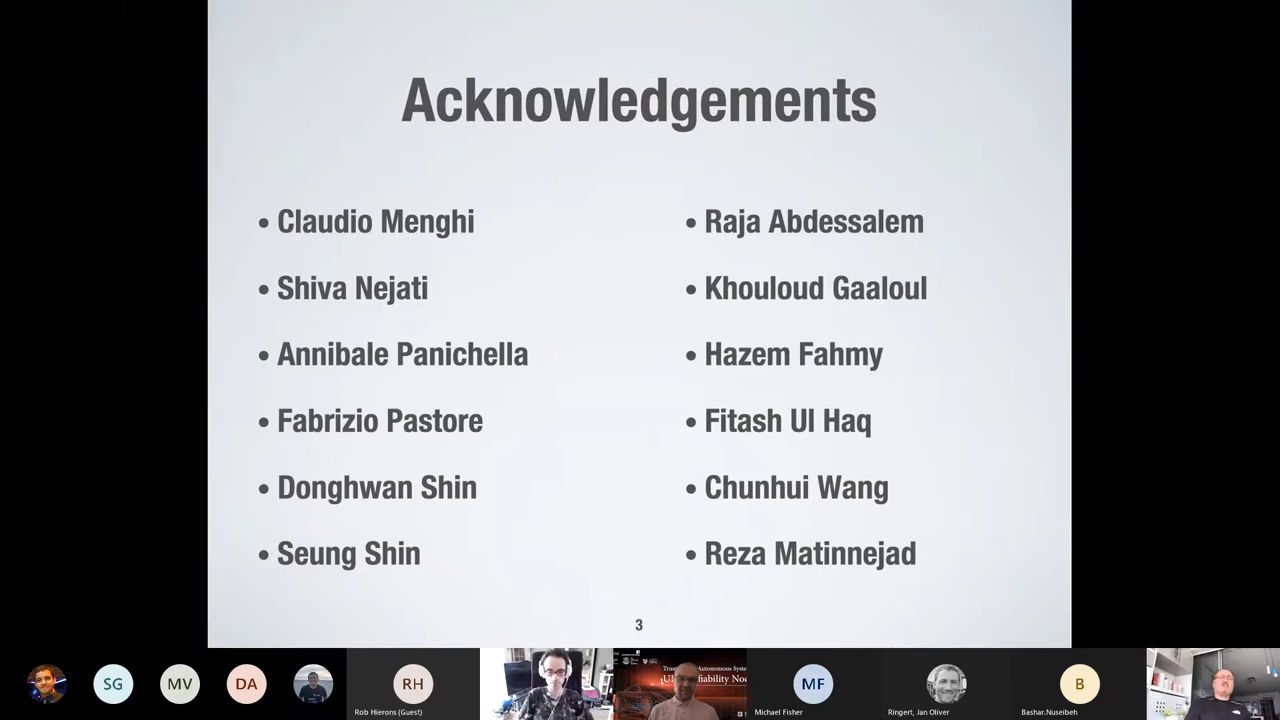 Acknowledgements
• Claudio Menghi
• Shiva Nejati
• Annibale Panichella
• Fabrizio Pastore
• Donghwan Shin
• Seung Shin
• Raja Abdessalem
• Khouloud Gaaloul
• Hazem Fahmy
• Fitash Ul Haq
• Chunhui Wang
• Reza Matinnejad
3
SG
MV
DA
RH
Rob Hierons (Guest)
Autonomous Syste
MF
Michael Fisher
Ringert, Jan Oliver
B
Bashar.Nuseibeh